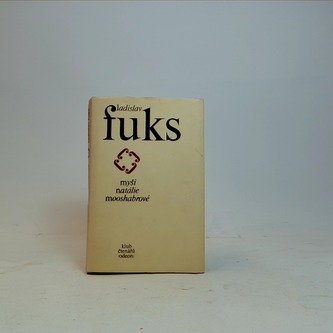 ladislav
fuks
myši
natálie
mooshabrové
klub
čtenářů
odeon